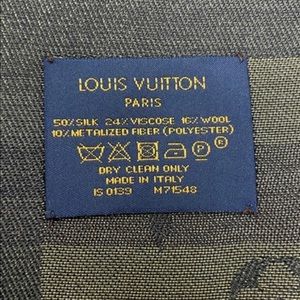 LOUIS VUITTON
PARIS
50% SILK 24% VISCOSE 16% WOOL
10% METALIZED FIBER (POLYESTER)
P ®
DRY CLEAN ONLY
MADE IN ITALY
IS 0139 M71548